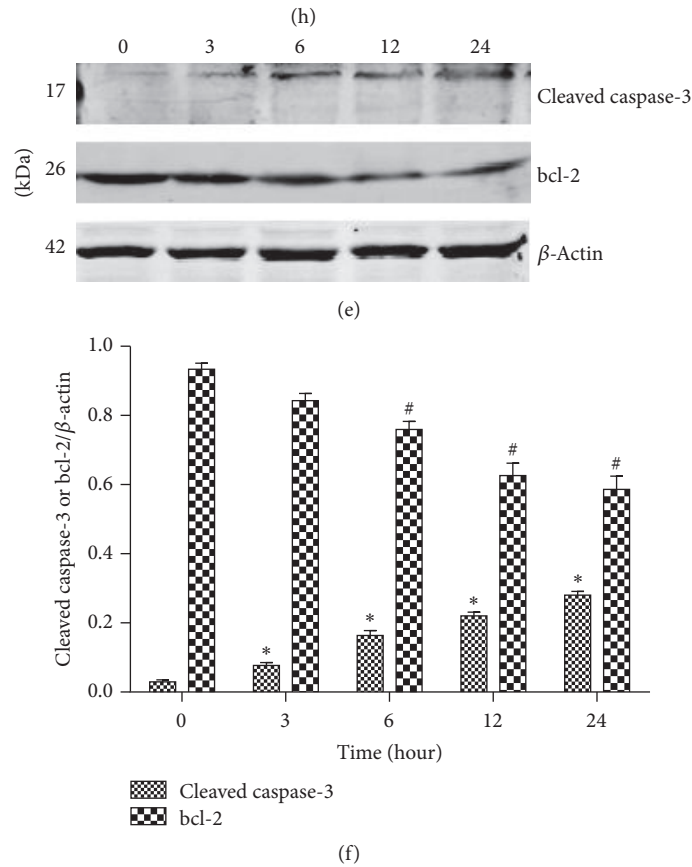 (h)
0 3 6 12 24
17 Cleaved caspase-3
26 bcl-2
(kDa)
42 β-Actin
(e)
1.0
0.8
0.6
0.4
0.2
0.0
Cleaved caspase-3 or bcl-2/β-actin
#
#
#
*
*
*
*
0 3 6 12 24
Time (hour)
Cleaved caspase-3
bcl-2
(f)